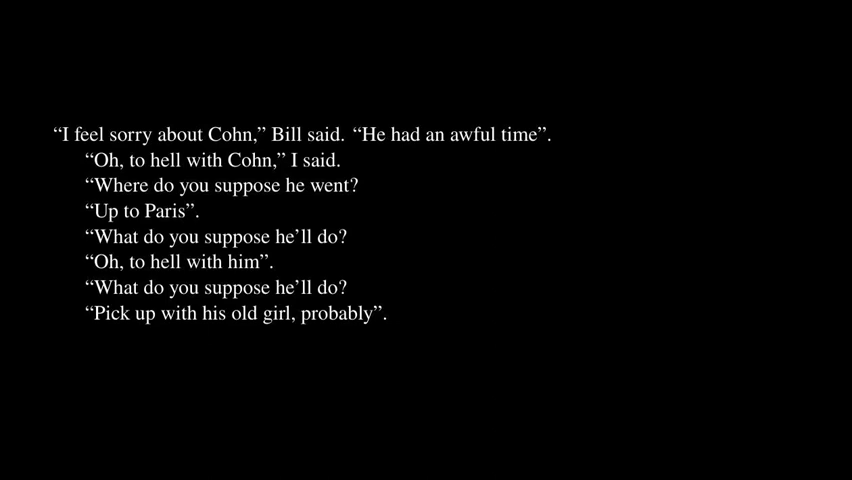 “I feel sorry about Cohn,” Bill said. “He had an awful time”.
“Oh, to hell with Cohn,” I said.
“Where do you suppose he went?
“Up to Paris”.
“What do you suppose he’ll do?
“Oh, to hell with him”.
“What do you suppose he’ll do?
“Pick up with his old girl, probably”.